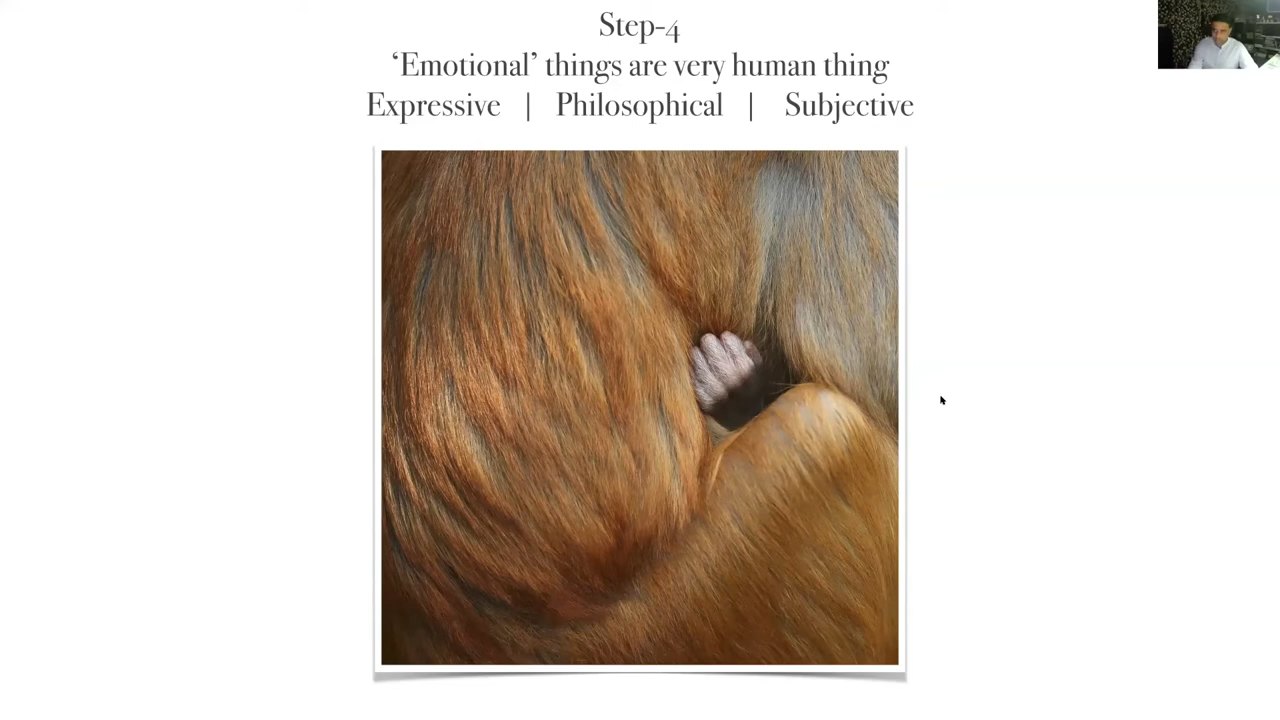 Step-4
‘Emotional’ things are very human thing
Expressive | Philosophical | Subjective